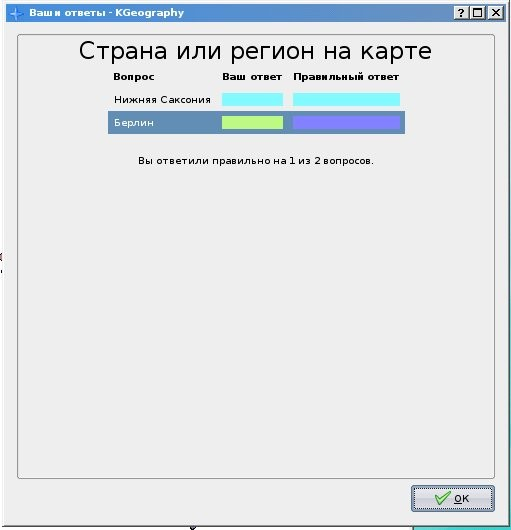 Ваши ответы - KGeography
Страна или регион на карте
Вопрос Ваш ответ Правильный ответ
Нижняя Саксония
Берлин
Вы ответили правильно на 1 из 2 вопросов.
OK